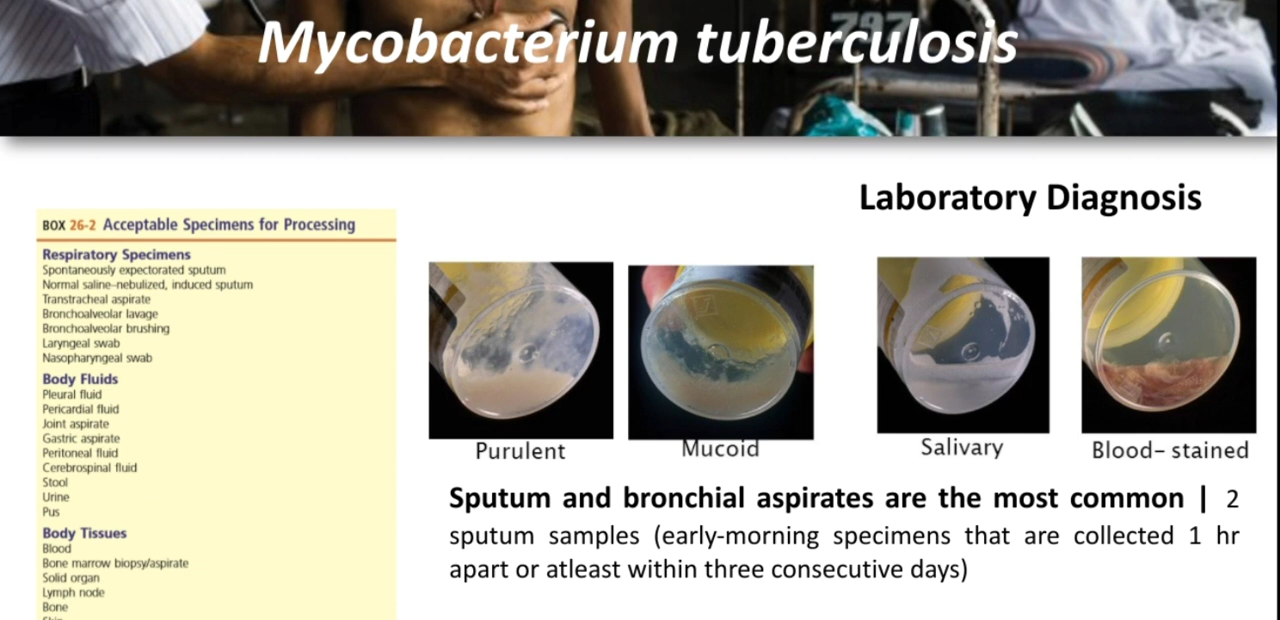 Mycobacterium tuberculosis
Laboratory Diagnosis
BOX 26-2 Acceptable Specimens for Processing
Respiratory Specimens
Spontaneously expectorated sputum
Normal saline–nebulized, induced sputum
Transtracheal aspirate
Bronchoalveolar lavage
Bronchoalveolar brushing
Laryngeal swab
Nasopharyngeal swab
Body Fluids
Pleural fluid
Pericardial fluid
Joint aspirate
Gastric aspirate
Peritoneal fluid
Cerebrospinal fluid
Stool
Urine
Pus
Body Tissues
Blood
Bone marrow biopsy/aspirate
Solid organ
Lymph node
Bone
Purulent
Mucoid
Salivary
Blood– stained
Sputum and bronchial aspirates are the most common | 2
sputum samples (early-morning specimens that are collected 1 hr
apart or atleast within three consecutive days)